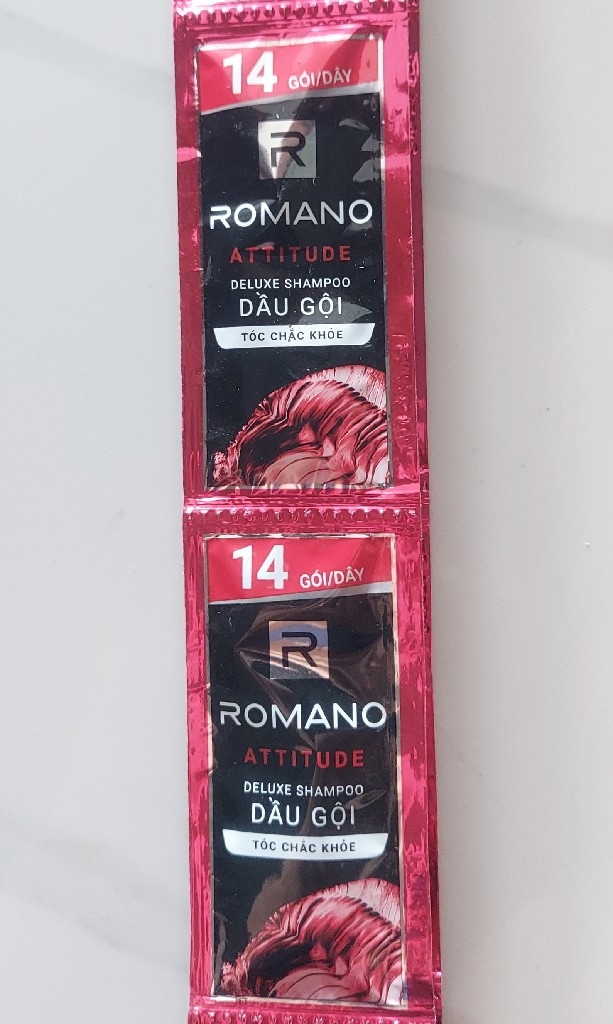 14 GÓI/DÂY
R
ROMANO
ATTITUDE
DELUXE SHAMPOO
DẦU GỘI
TÓC CHẮC KHỎE
14 GÓI/DÂY
R
ROMANO
ATTITUDE
DELUXE SHAMPOO
DẦU GỘI
TÓC CHẮC KHỎE